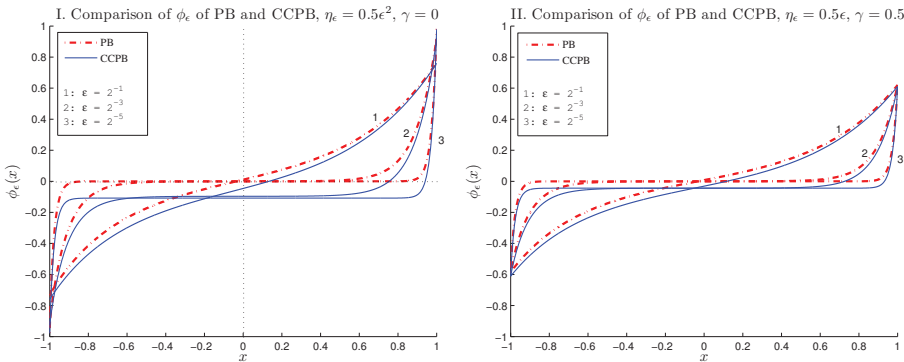 I. Comparison of ϕ_ϵ of PB and CCPB, η_ϵ = 0.5ϵ², γ = 0
1
0.8
0.6
0.4
0.2
0
−0.2
−0.4
−0.6
−0.8
−1
ϕ_ϵ(x)
PB
CCPB
1: ε = 2⁻¹
2: ε = 2⁻³
3: ε = 2⁻⁵
1
2
3
−1 −0.8 −0.6 −0.4 −0.2 0 0.2 0.4 0.6 0.8 1
x
II. Comparison of ϕ_ϵ of PB and CCPB, η_ϵ = 0.5ϵ, γ = 0.5
1
0.8
0.6
0.4
0.2
0
−0.2
−0.4
−0.6
−0.8
−1
ϕ_ϵ(x)
PB
CCPB
1: ε = 2⁻¹
2: ε = 2⁻³
3: ε = 2⁻⁵
1
2
3
−1 −0.8 −0.6 −0.4 −0.2 0 0.2 0.4 0.6 0.8 1
x